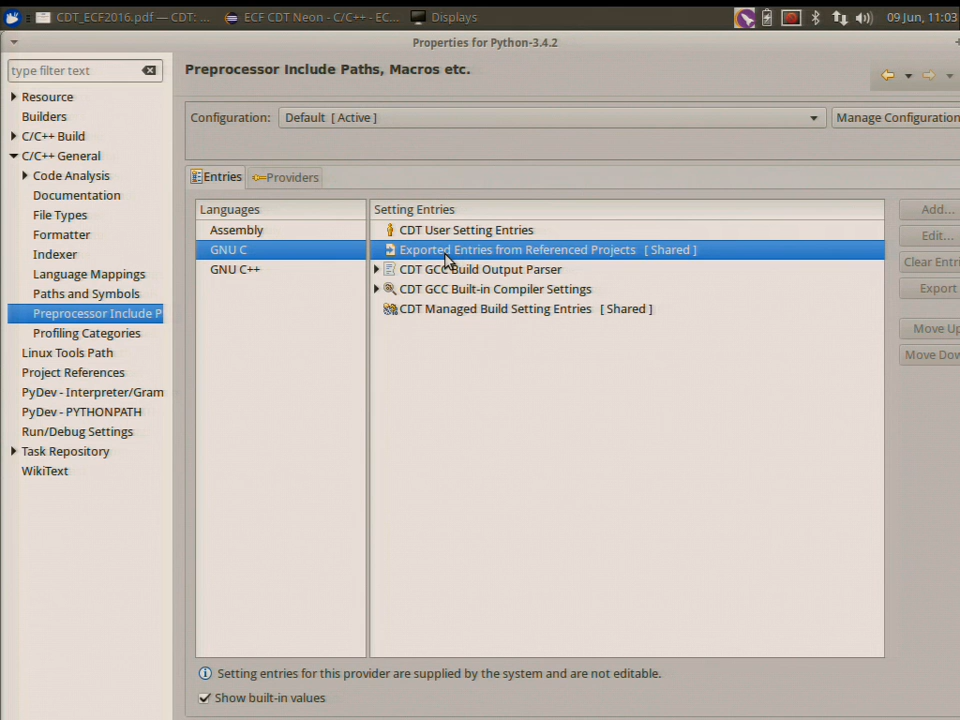 CDT_ECF2016.pdf — CDT: ... ECF CDT Neon - C/C++ - EC... Displays 09 Jun, 11:03
Properties for Python-3.4.2
type filter text
Resource
Builders
C/C++ Build
C/C++ General
Code Analysis
Documentation
File Types
Formatter
Indexer
Language Mappings
Paths and Symbols
Preprocessor Include P
Profiling Categories
Linux Tools Path
Project References
PyDev - Interpreter/Gram
PyDev - PYTHONPATH
Run/Debug Settings
Task Repository
WikiText
Preprocessor Include Paths, Macros etc.
Configuration: Default [ Active ] Manage Configuration
Entries Providers
Languages
Assembly
GNU C
GNU C++
Setting Entries
CDT User Setting Entries
Exported Entries from Referenced Projects [ Shared ]
CDT GCC Build Output Parser
CDT GCC Built-in Compiler Settings
CDT Managed Build Setting Entries [ Shared ]
Add...
Edit...
Clear Entri
Export
Move Up
Move Dow
Setting entries for this provider are supplied by the system and are not editable.
Show built-in values